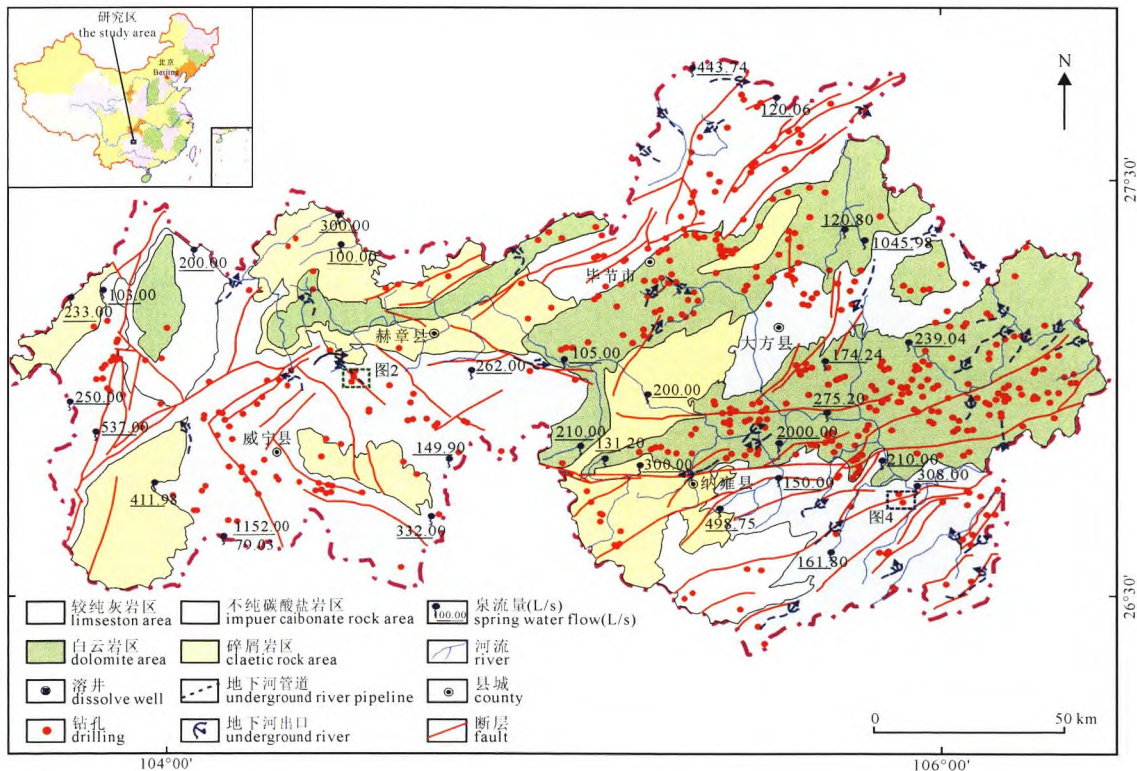 研究区
the study area
北京
Beijing
N
27°30'
26°30'
104°00'
106°00'
443.74
120.06
300.00
100.00
200.00
103.00
233.00
120.80
1045.98
毕节市
赫章县
大方县
图2
105.00
262.00
174.24
239.04
200.00
275.20
250.00
537.00
威宁县
149.90
210.00
131.20
300.00
2000.00
210.00
308.00
纳雍县
150.00
图4
411.98
498.75
332.00
1152.00
79.03
161.80
较纯灰岩区
limseston area
不纯碳酸盐岩区
impuer caibonate rock area
100.00
泉流量(L/s)
spring water flow(L/s)
白云岩区
dolomite area
碎屑岩区
claetic rock area
河流
river
溶井
dissolve well
地下河管道
underground river pipeline
县城
county
钻孔
drilling
地下河出口
underground river
断层
fault
0 50 km